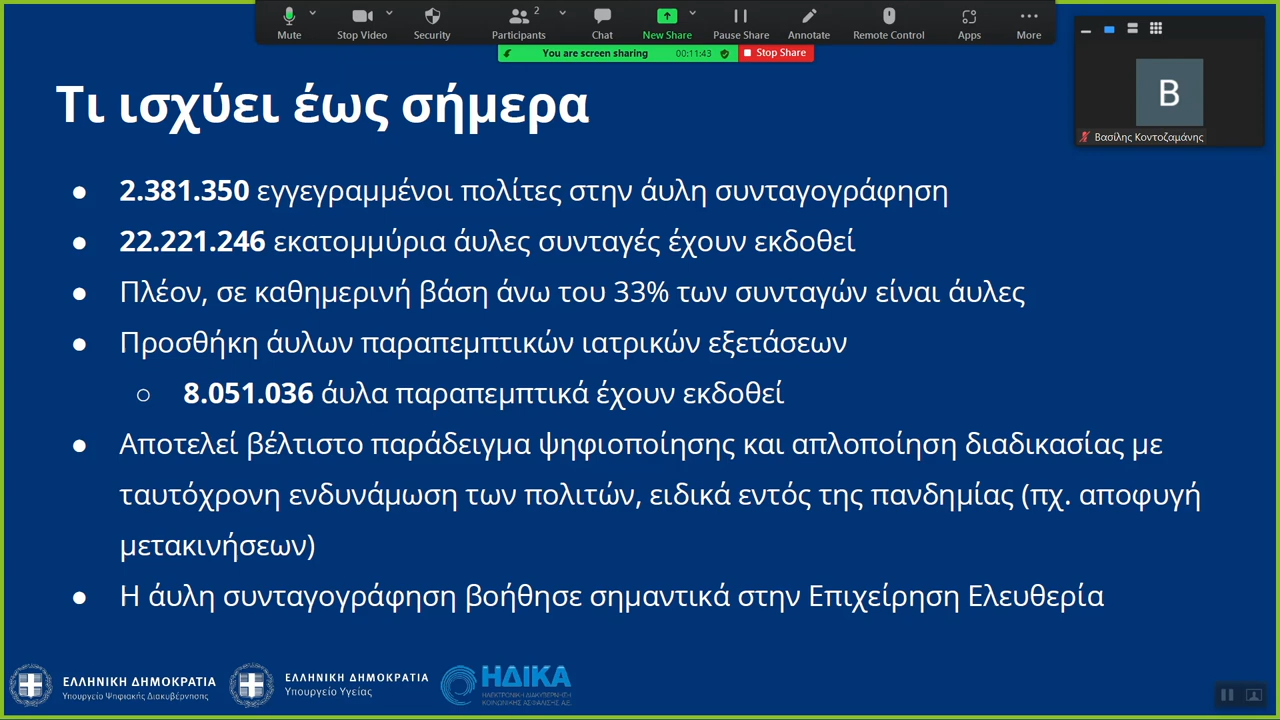 Mute
Stop Video
Security
Participants
2
Chat
New Share
Pause Share
Annotate
Remote Control
Apps
More
You are screen sharing
00:11:43
Stop Share
B
Βασίλης Κοντοζαμάνης
Τι ισχύει έως σήμερα
● 2.381.350 εγγεγραμμένοι πολίτες στην άυλη συνταγογράφηση
● 22.221.246 εκατομμύρια άυλες συνταγές έχουν εκδοθεί
● Πλέον, σε καθημερινή βάση άνω του 33% των συνταγών είναι άυλες
● Προσθήκη άυλων παραπεμπτικών ιατρικών εξετάσεων
○ 8.051.036 άυλα παραπεμπτικά έχουν εκδοθεί
● Αποτελεί βέλτιστο παράδειγμα ψηφιοποίησης και απλοποίηση διαδικασίας με
ταυτόχρονη ενδυνάμωση των πολιτών, ειδικά εντός της πανδημίας (πχ. αποφυγή
μετακινήσεων)
● Η άυλη συνταγογράφηση βοήθησε σημαντικά στην Επιχείρηση Ελευθερία
ΕΛΛΗΝΙΚΗ ΔΗΜΟΚΡΑΤΙΑ
Υπουργείο Ψηφιακής Διακυβέρνησης
ΕΛΛΗΝΙΚΗ ΔΗΜΟΚΡΑΤΙΑ
Υπουργείο Υγείας
ΗΔΙΚΑ
ΗΛΕΚΤΡΟΝΙΚΗ ΔΙΑΚΥΒΕΡΝΗΣΗ
ΚΟΙΝΩΝΙΚΗΣ ΑΣΦΑΛΙΣΗΣ Α.Ε.